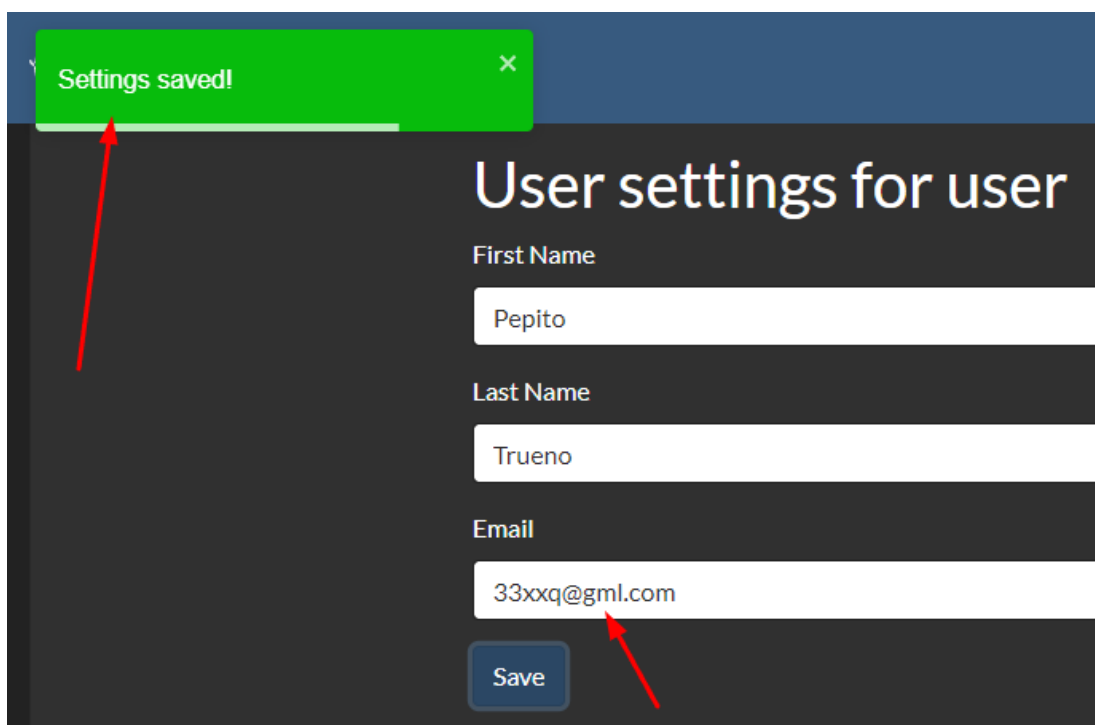 Settings saved!
×
User settings for user
First Name
Pepito
Last Name
Trueno
Email
33xxq@gml.com
Save